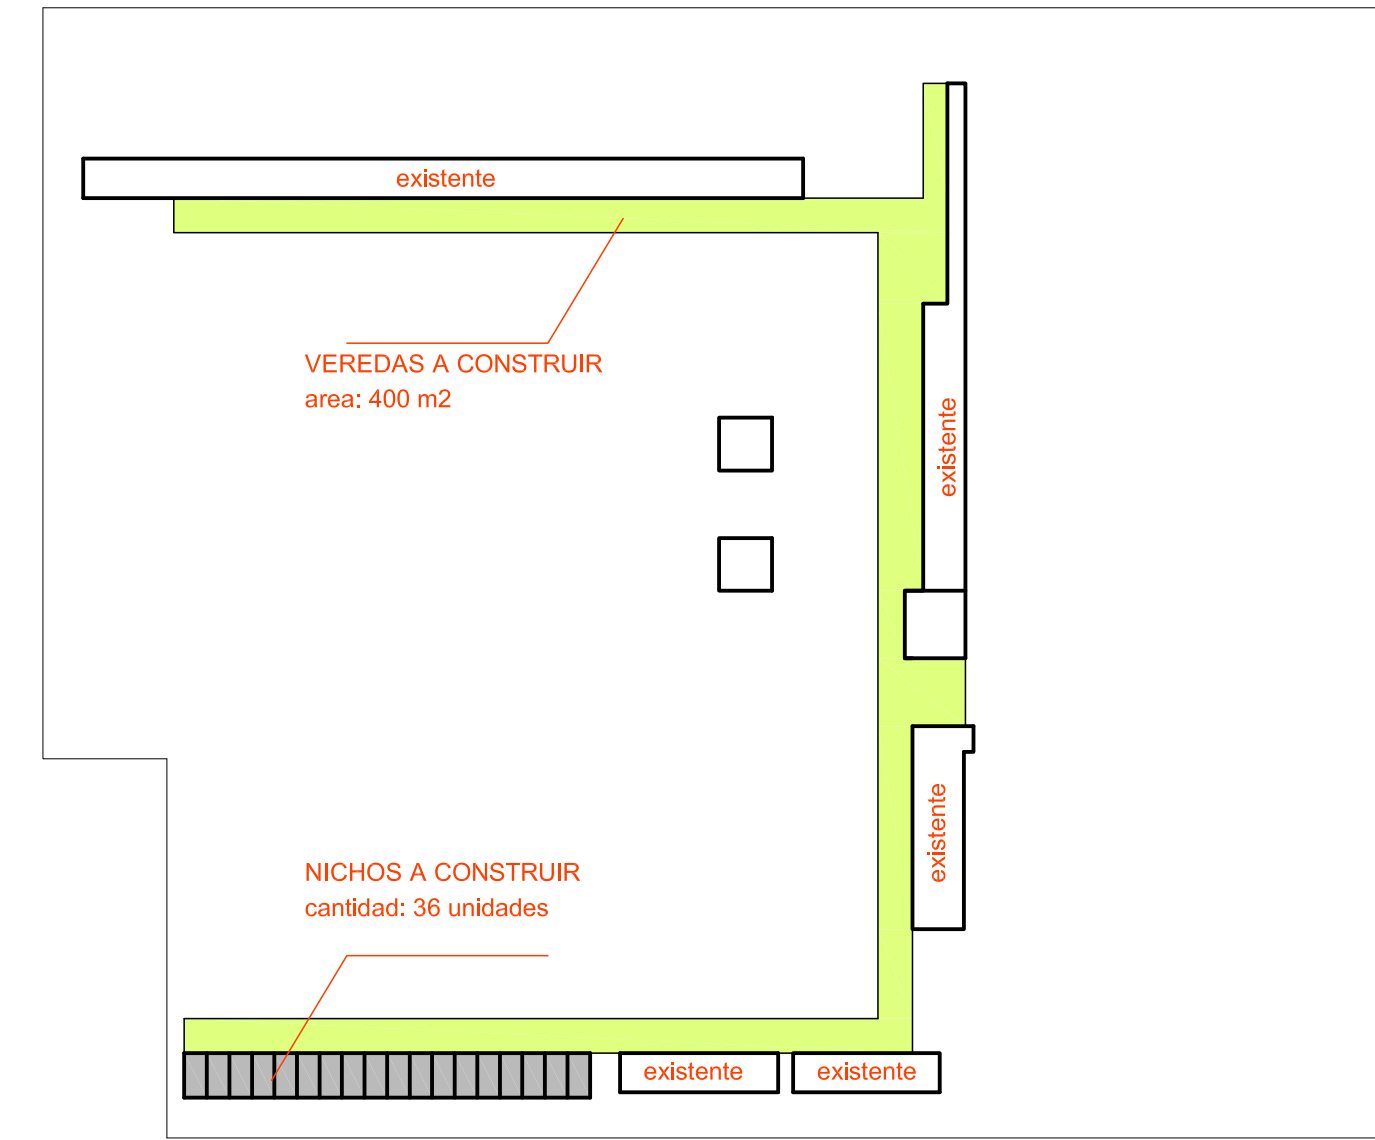 existente
VEREDAS A CONSTRUIR
area: 400 m2
existente
existente
NICHOS A CONSTRUIR
cantidad: 36 unidades
existente
existente